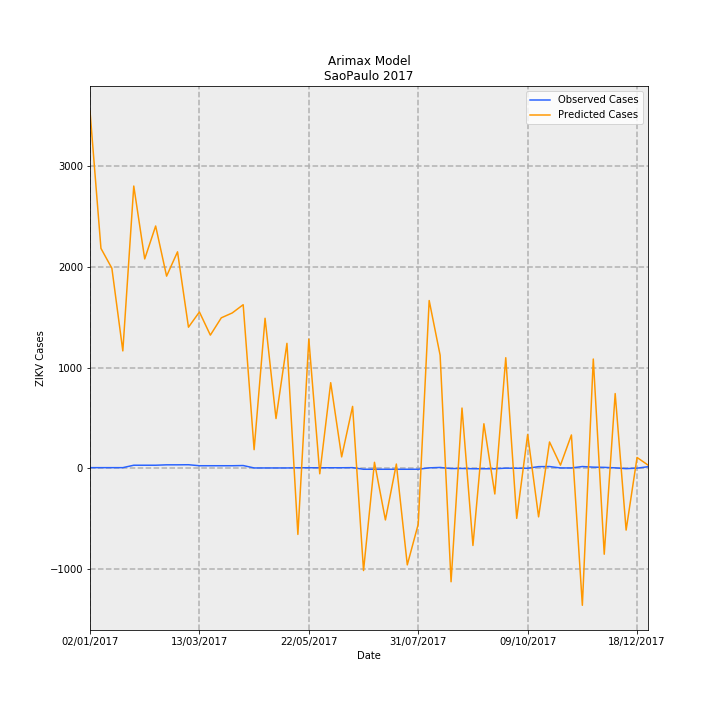 Arimax Model
SaoPaulo 2017
Observed Cases
Predicted Cases
ZIKV Cases
3000
2000
1000
0
−1000
02/01/2017
13/03/2017
22/05/2017
31/07/2017
09/10/2017
18/12/2017
Date